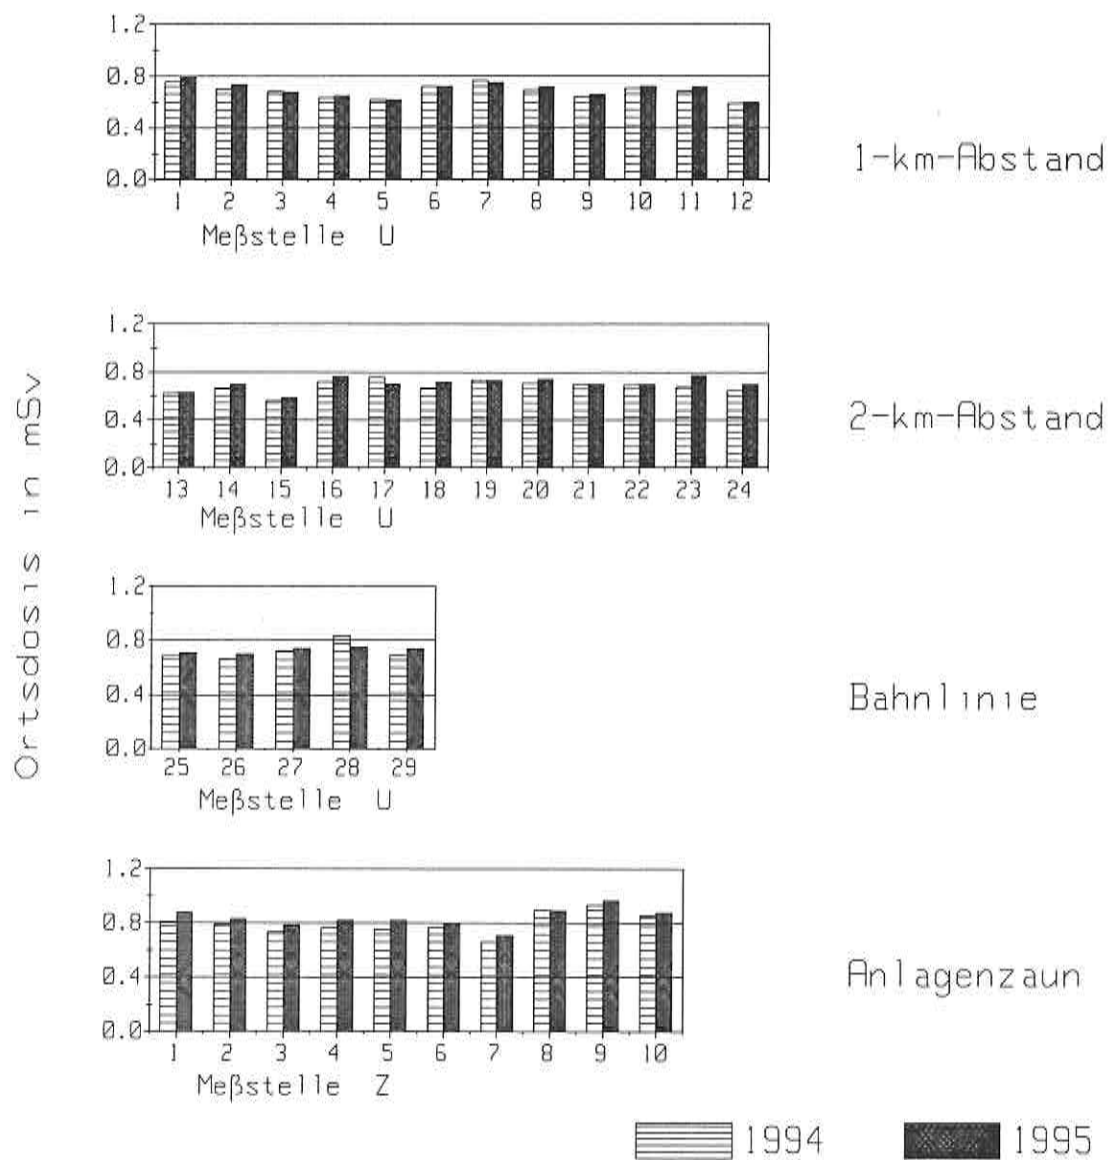 1.2
0.8
0.4
0.0
1 2 3 4 5 6 7 8 9 10 11 12
Meßstelle U
1-km-Abstand
1.2
0.8
0.4
0.0
13 14 15 16 17 18 19 20 21 22 23 24
Meßstelle U
2-km-Abstand
Ortsdosis in mSv
1.2
0.8
0.4
0.0
25 26 27 28 29
Meßstelle U
Bahnlinie
1.2
0.8
0.4
0.0
1 2 3 4 5 6 7 8 9 10
Meßstelle Z
Anlagenzaun
1994 1995